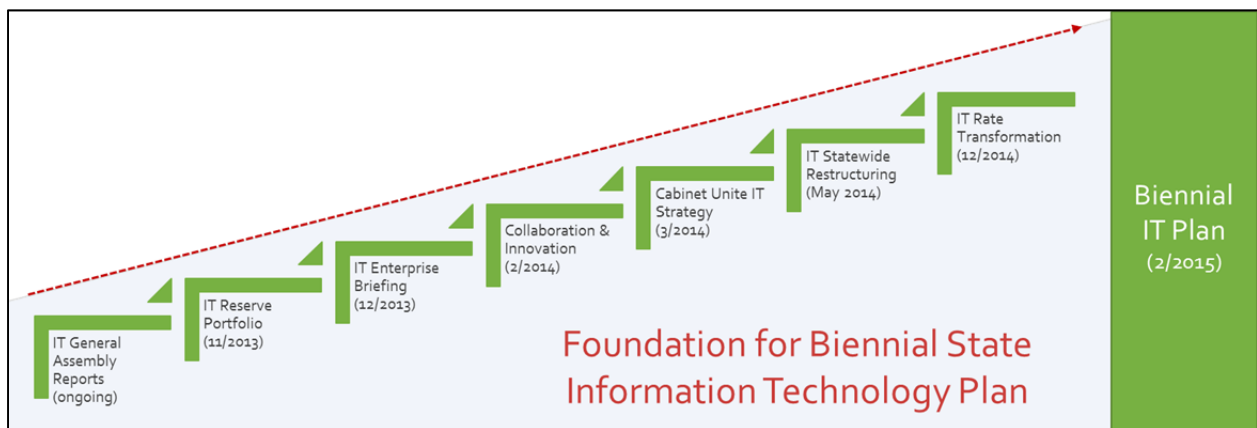 IT General
Assembly
Reports
(ongoing)
IT Reserve
Portfolio
(11/2013)
IT Enterprise
Briefing
(12/2013)
Collaboration &
Innovation
(2/2014)
Cabinet Unite IT
Strategy
(3/2014)
IT Statewide
Restructuring
(May 2014)
IT Rate
Transformation
(12/2014)
Biennial
IT Plan
(2/2015)
Foundation for Biennial State
Information Technology Plan